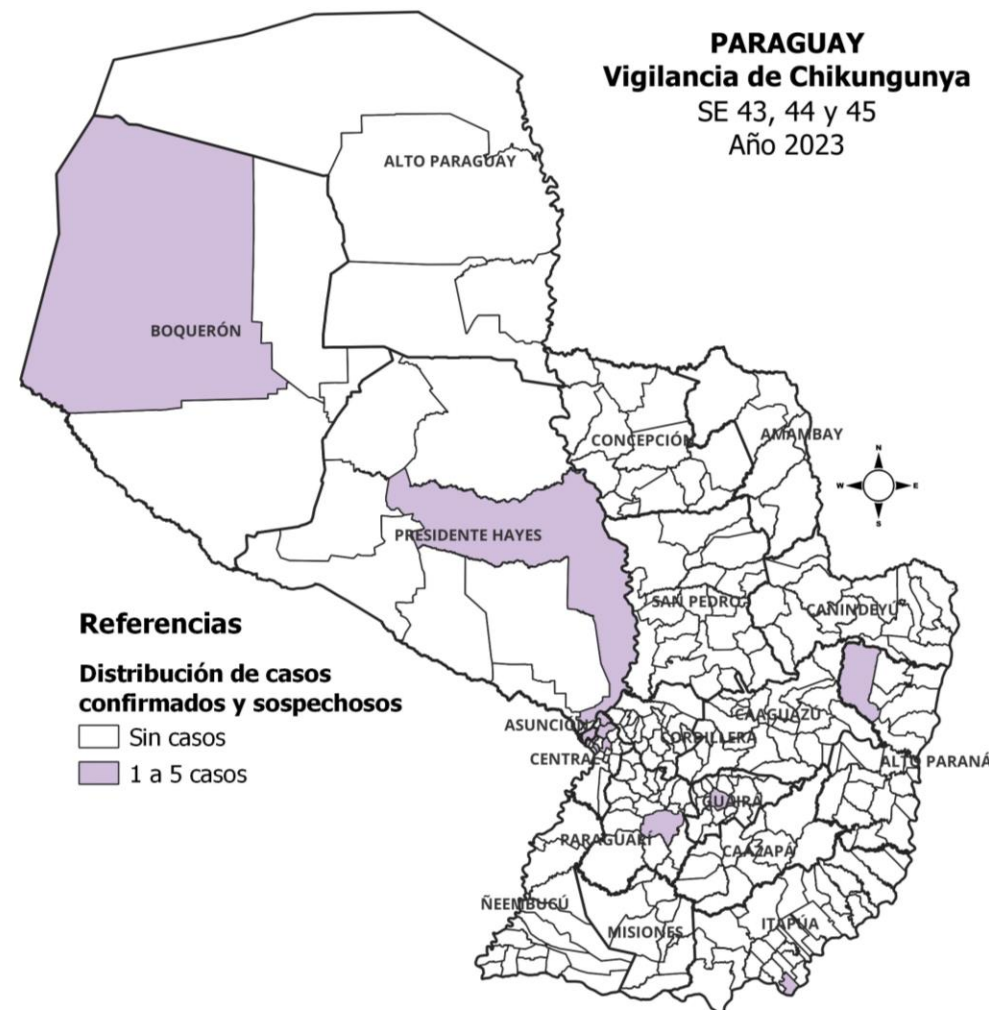 PARAGUAY
Vigilancia de Chikungunya
SE 43, 44 y 45
Año 2023
ALTO PARAGUAY
BOQUERÓN
CONCEPCIÓN
AMAMBAY
N
W
E
S
PRESIDENTE HAYES
SAN PEDRO
CANINDEYÚ
Referencias
Distribución de casos
confirmados y sospechosos
Sin casos
1 a 5 casos
ASUNCIÓN
CAAGUAZÚ
CORDILLERA
CENTRAL
ALTO PARANÁ
GUAIRÁ
PARAGUARÍ
CAAZAPÁ
ÑEEMBUCÚ
MISIONES
ITAPÚA